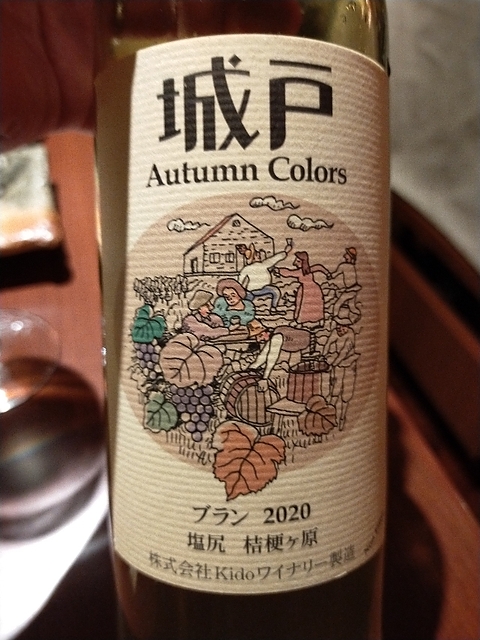 城戸
Autumn Colors
ブラン 2020
塩尻 桔梗ヶ原
株式会社Kidoワイナリー製造